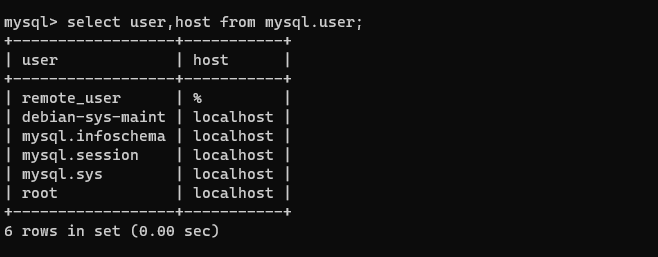 mysql> select user,host from mysql.user;
+------------------+-----------+
| user             | host      |
+------------------+-----------+
| remote_user      | %         |
| debian-sys-maint | localhost |
| mysql.infoschema | localhost |
| mysql.session    | localhost |
| mysql.sys        | localhost |
| root             | localhost |
+------------------+-----------+
6 rows in set (0.00 sec)